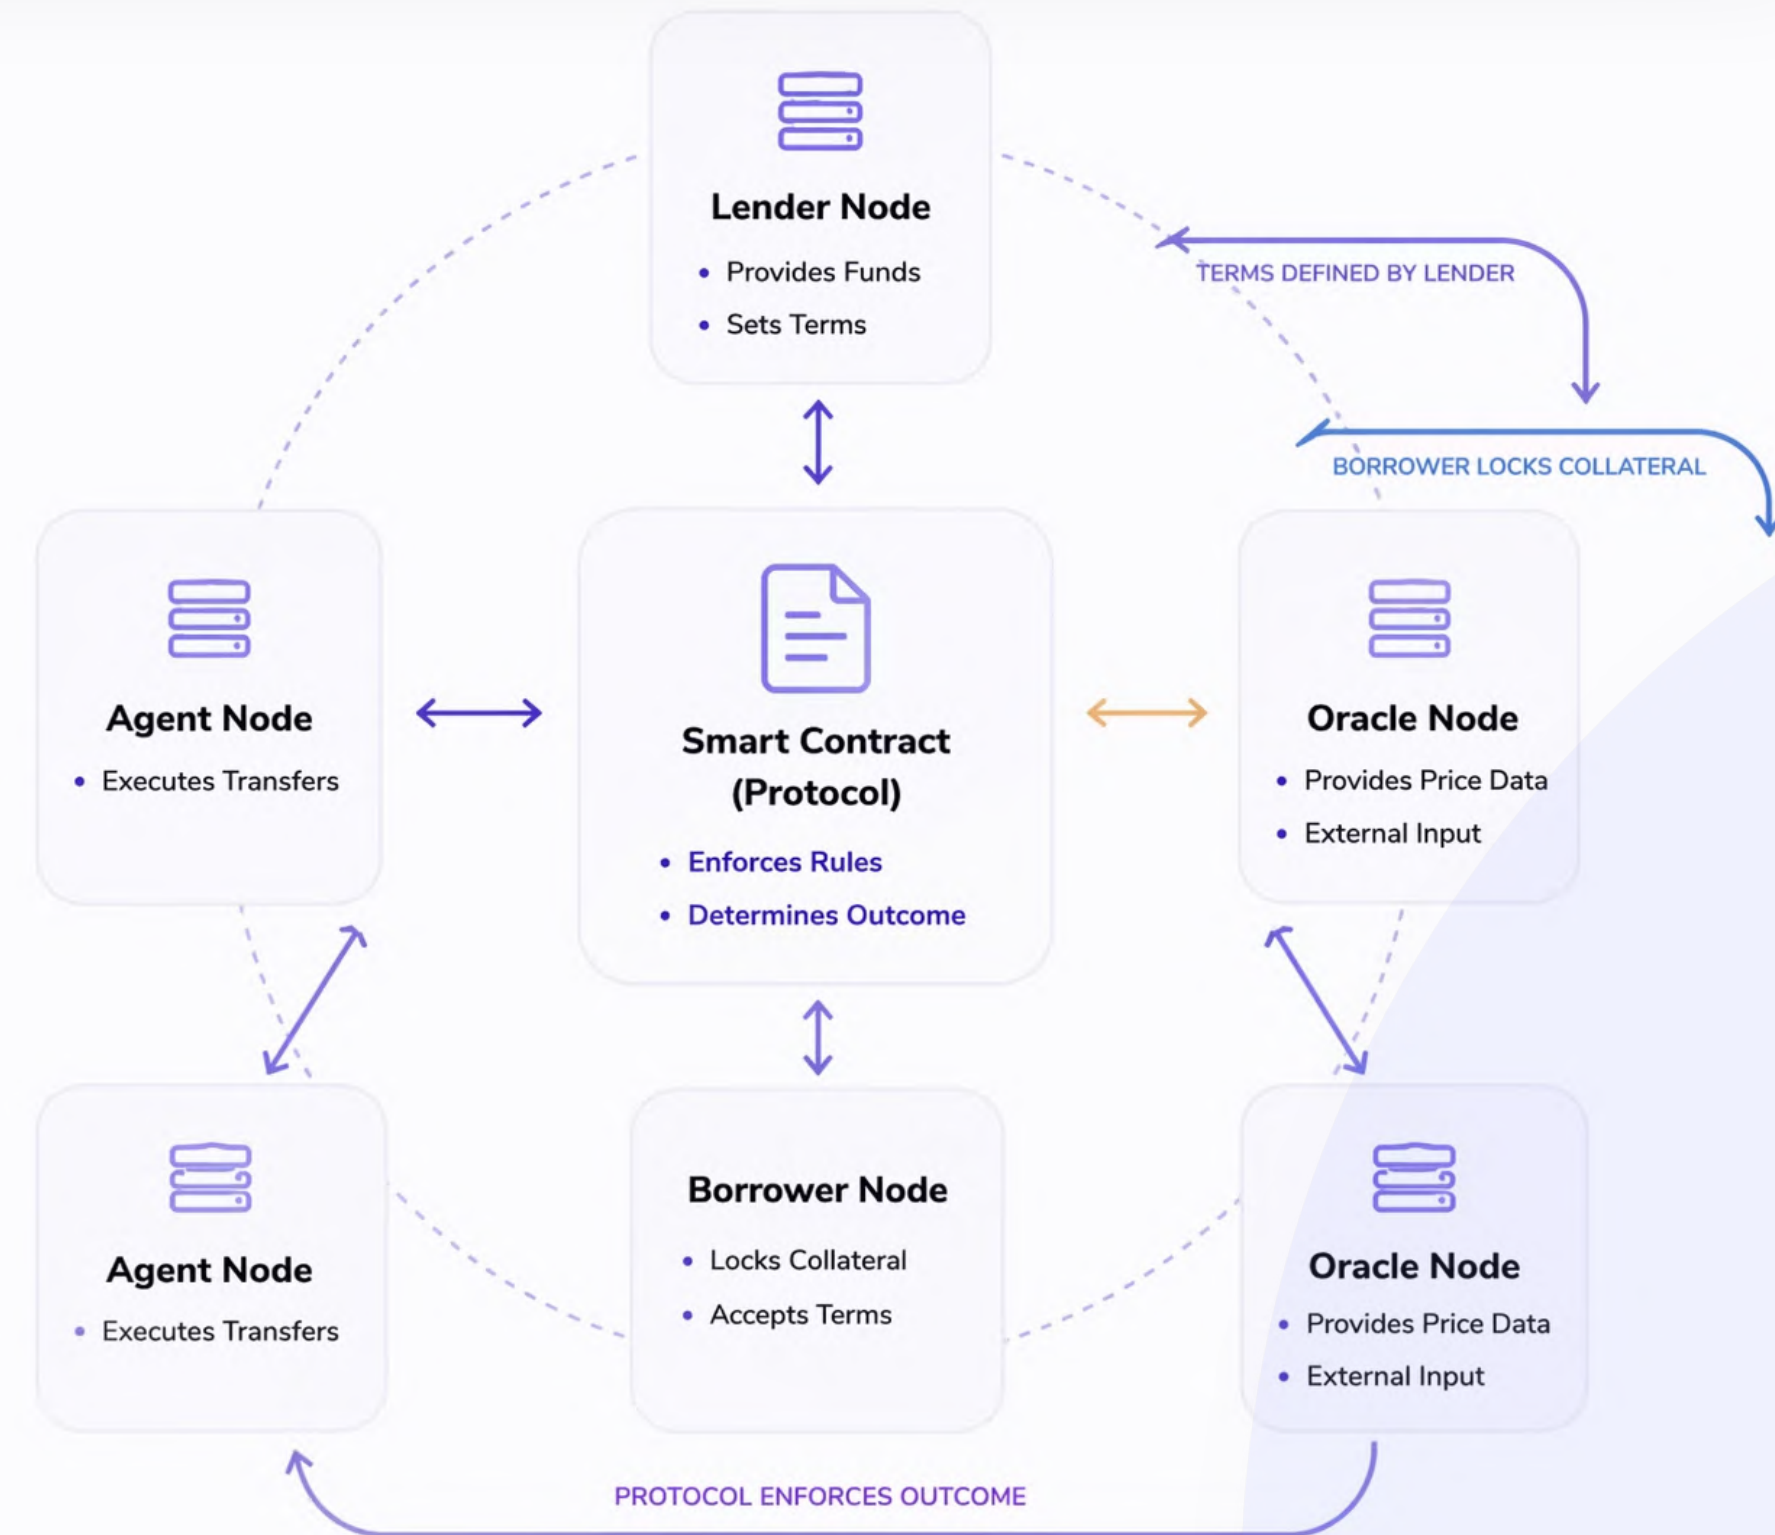 Lender Node
Provides Funds
Sets Terms
TERMS DEFINED BY LENDER
BORROWER LOCKS COLLATERAL
Agent Node
Executes Transfers
Smart Contract
(Protocol)
Enforces Rules
Determines Outcome
Oracle Node
Provides Price Data
External Input
Agent Node
Executes Transfers
Borrower Node
Locks Collateral
Accepts Terms
Oracle Node
Provides Price Data
External Input
PROTOCOL ENFORCES OUTCOME